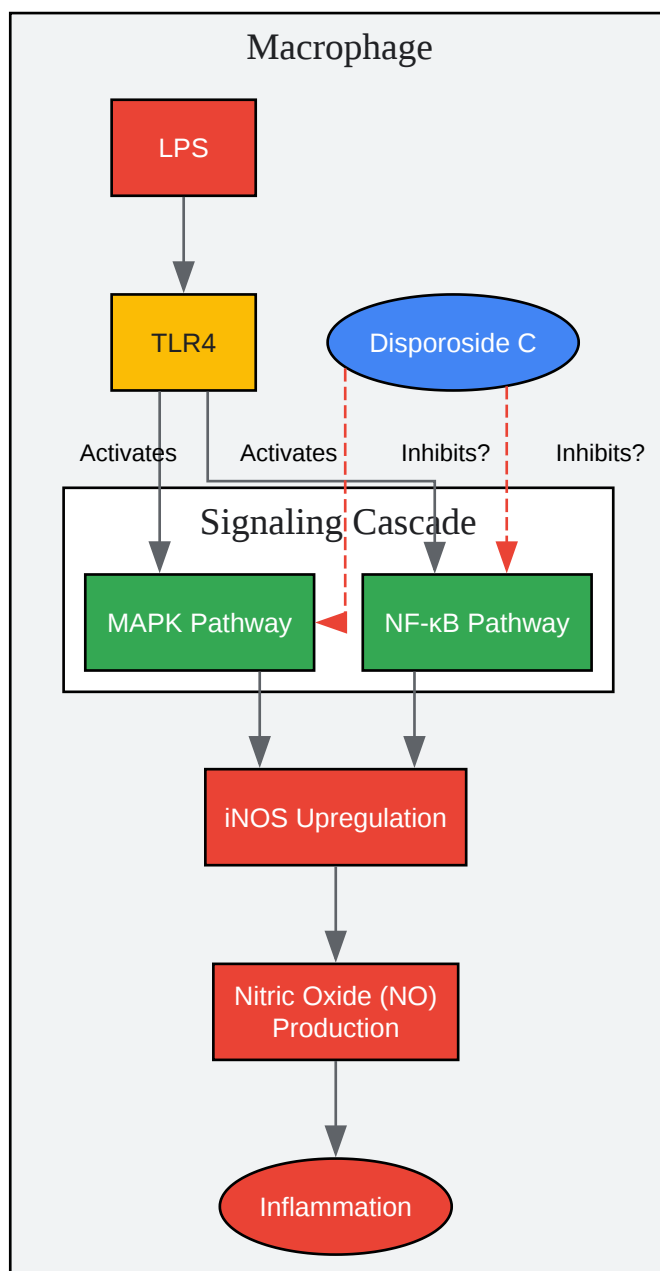 Macrophage
LPS
TLR4
Disporoside C
Activates
Activates
Inhibits?
Inhibits?
Signaling Cascade
MAPK Pathway
NF-κB Pathway
iNOS Upregulation
Nitric Oxide (NO)
Production
Inflammation